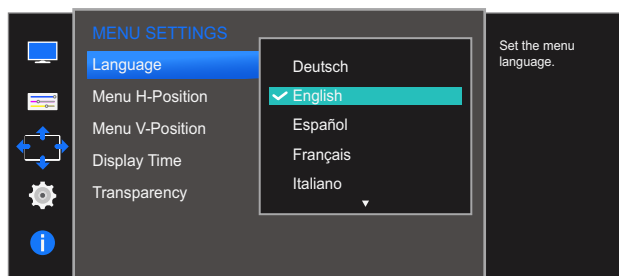 MENU SETTINGS
Language
Menu H-Position
Menu V-Position
Display Time
Transparency
Deutsch
English
Español
Français
Italiano
Set the menu
language.